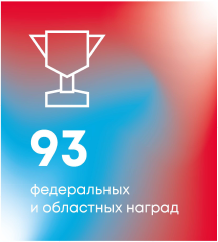 93
федеральных
и областных наград